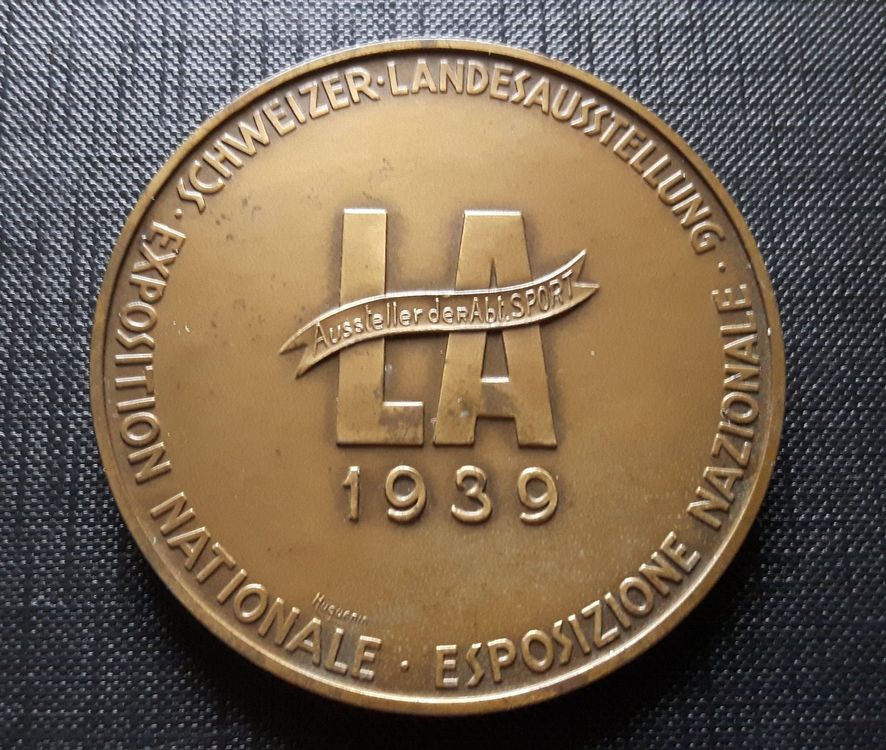 SCHWEIZER·LANDESAUSSTELLUNG · ESPOSIZIONE NAZIONALE · EXPOSITION NATIONALE ·
LA
Aussteller der Abt. SPORT
1939
Huguenin